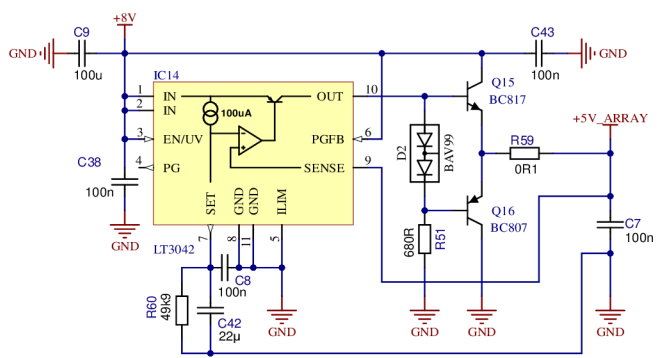 +8V
C9
GND
100u
C43
GND
100n
IC14
1
IN
2
IN
100uA
OUT
10
Q15
BC817
+5V_ARRAY
3
EN/UV
PGFB
6
D2
BAV99
R59
0R1
4
PG
SENSE
9
C38
100n
GND
SET
GND
GND
ILIM
Q16
BC807
C7
100n
LT3042
7
8
11
5
680R
R51
C8
100n
R60
49k9
C42
22µ
GND
GND
GND
GND